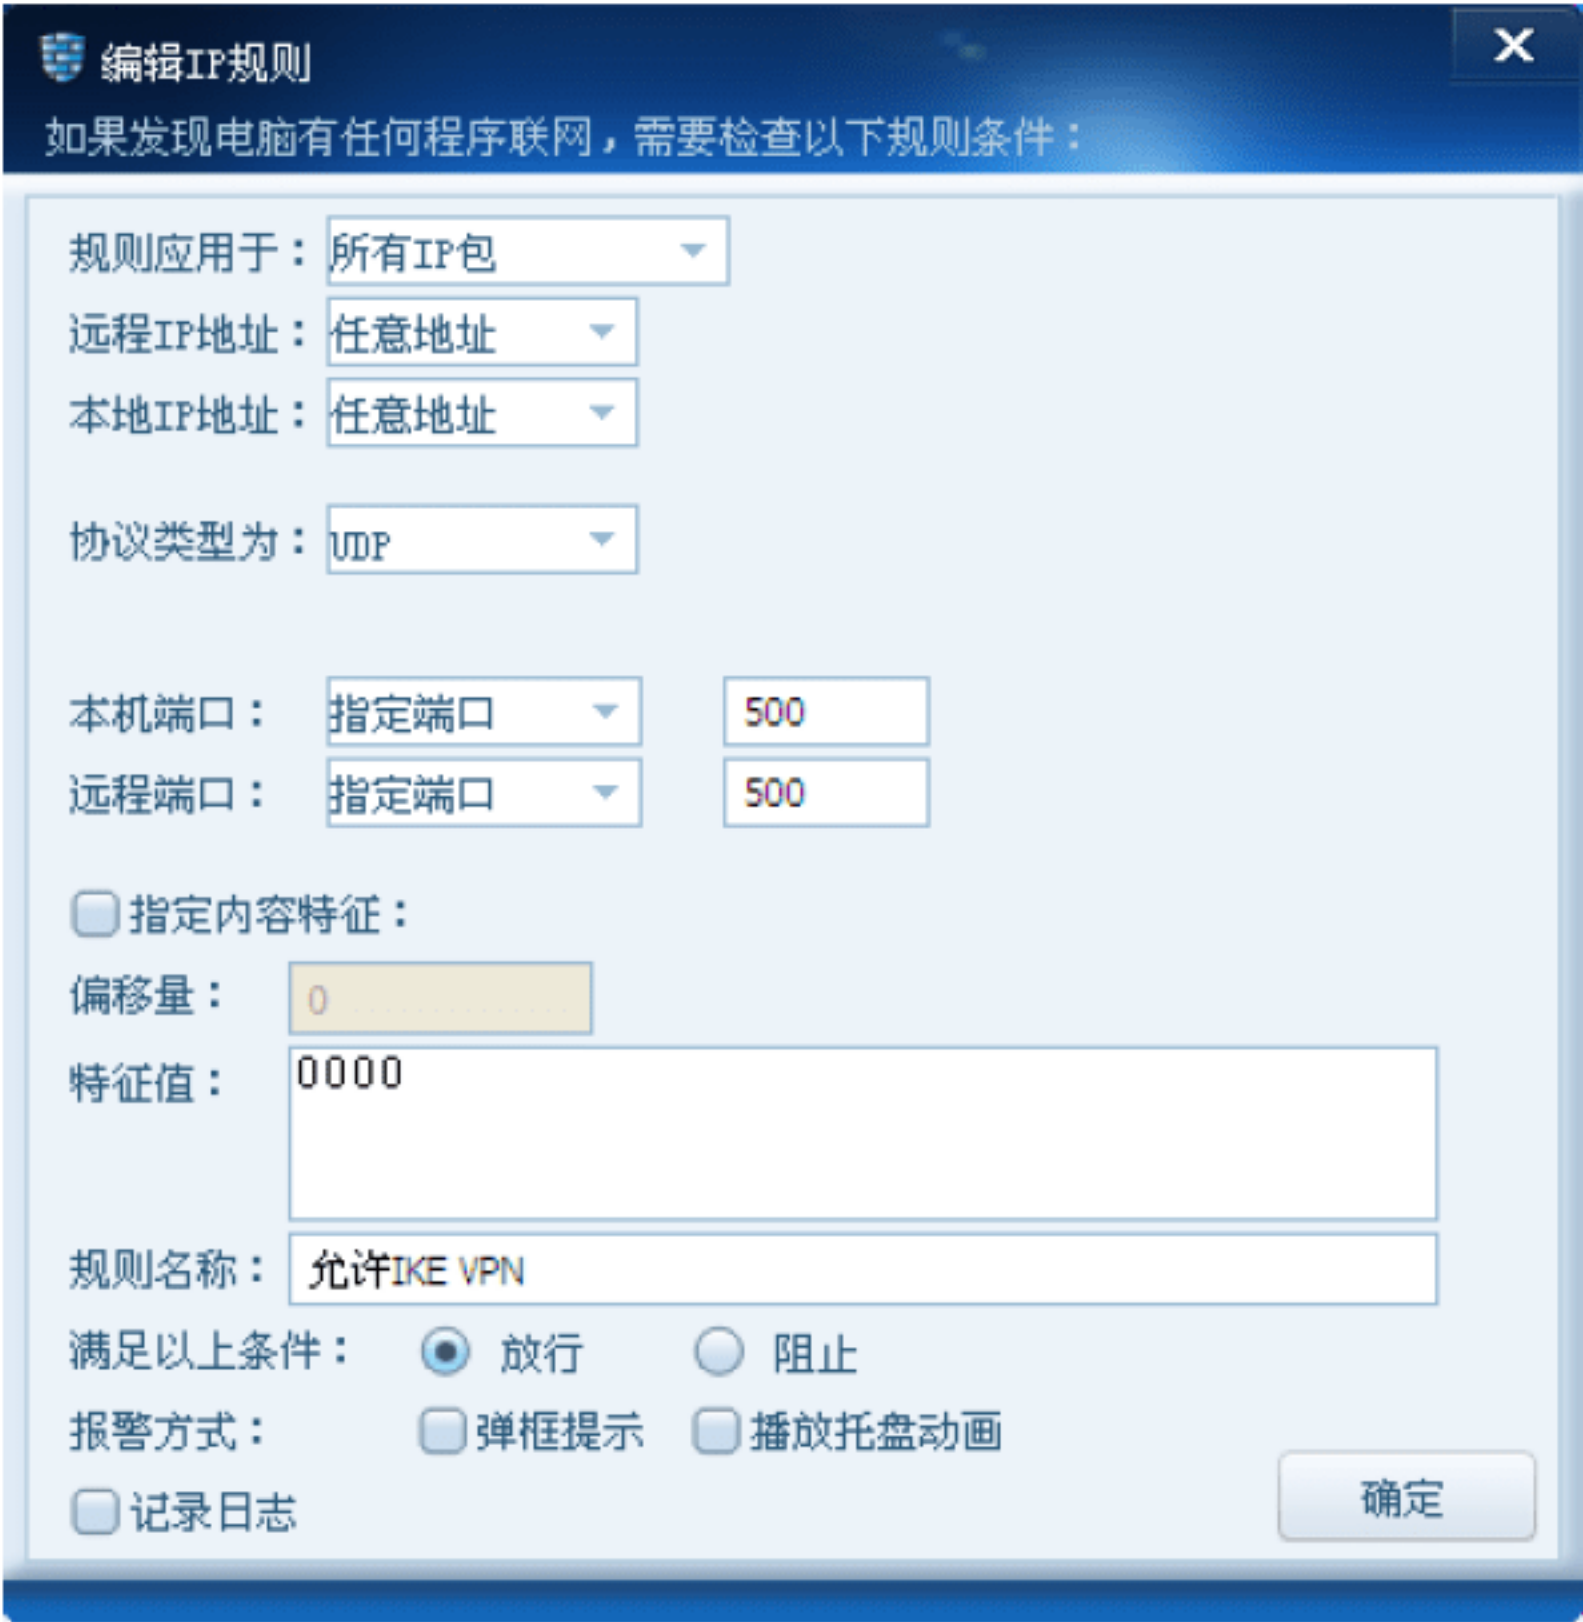 编辑IP规则
如果发现电脑有任何程序联网，需要检查以下规则条件：
规则应用于： 所有IP包
远程IP地址： 任意地址
本地IP地址： 任意地址
协议类型为： UDP
本机端口： 指定端口 500
远程端口： 指定端口 500
指定内容特征：
偏移量： 0
特征值： 0000
规则名称： 允许IKE VPN
满足以上条件： 放行 阻止
报警方式： 弹框提示 播放托盘动画
记录日志 确定